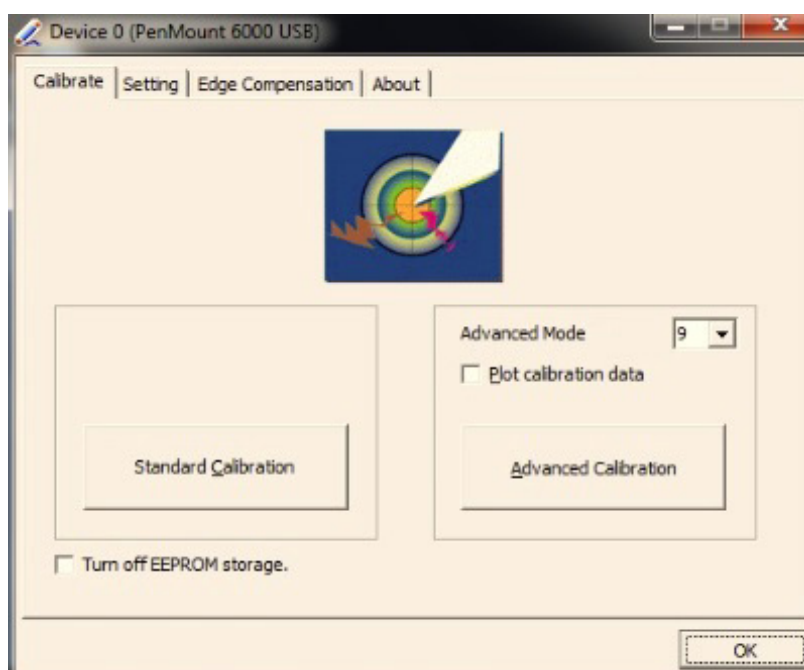 Device 0 (PenMount 6000 USB)
Calibrate Setting Edge Compensation About
Advanced Mode 9
Plot calibration data
Standard Calibration Advanced Calibration
Turn off EEPROM storage.
OK